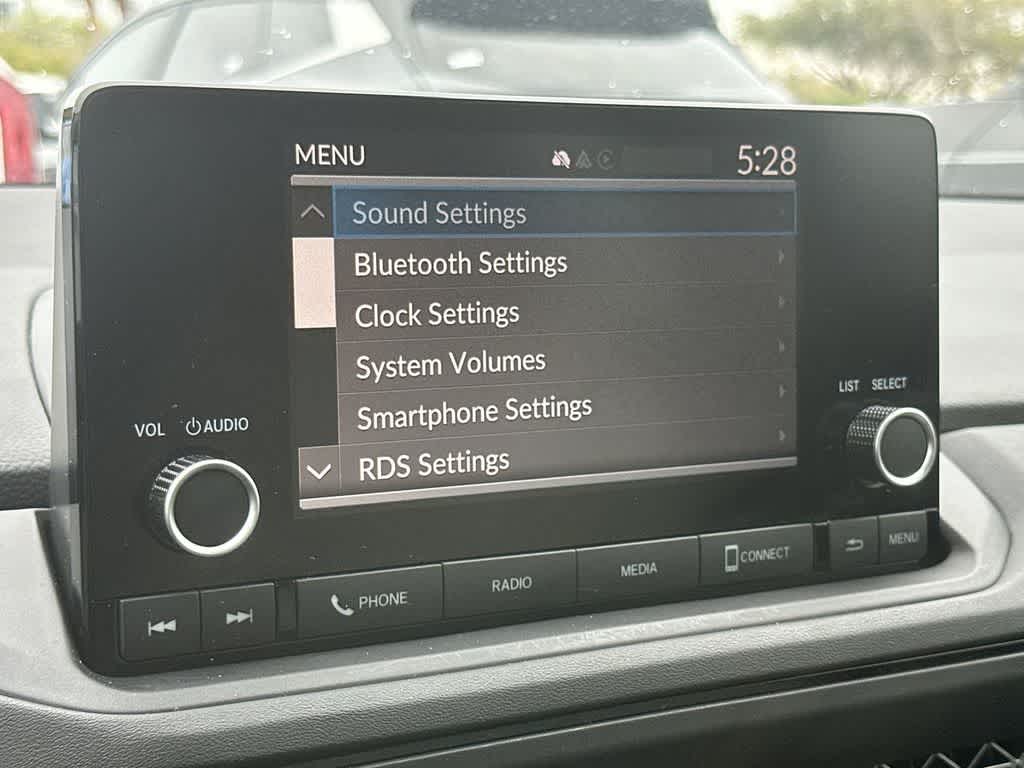 MENU 5:28
Sound Settings
Bluetooth Settings
Clock Settings
System Volumes
Smartphone Settings
RDS Settings
VOL AUDIO
LIST SELECT
PHONE RADIO MEDIA CONNECT MENU